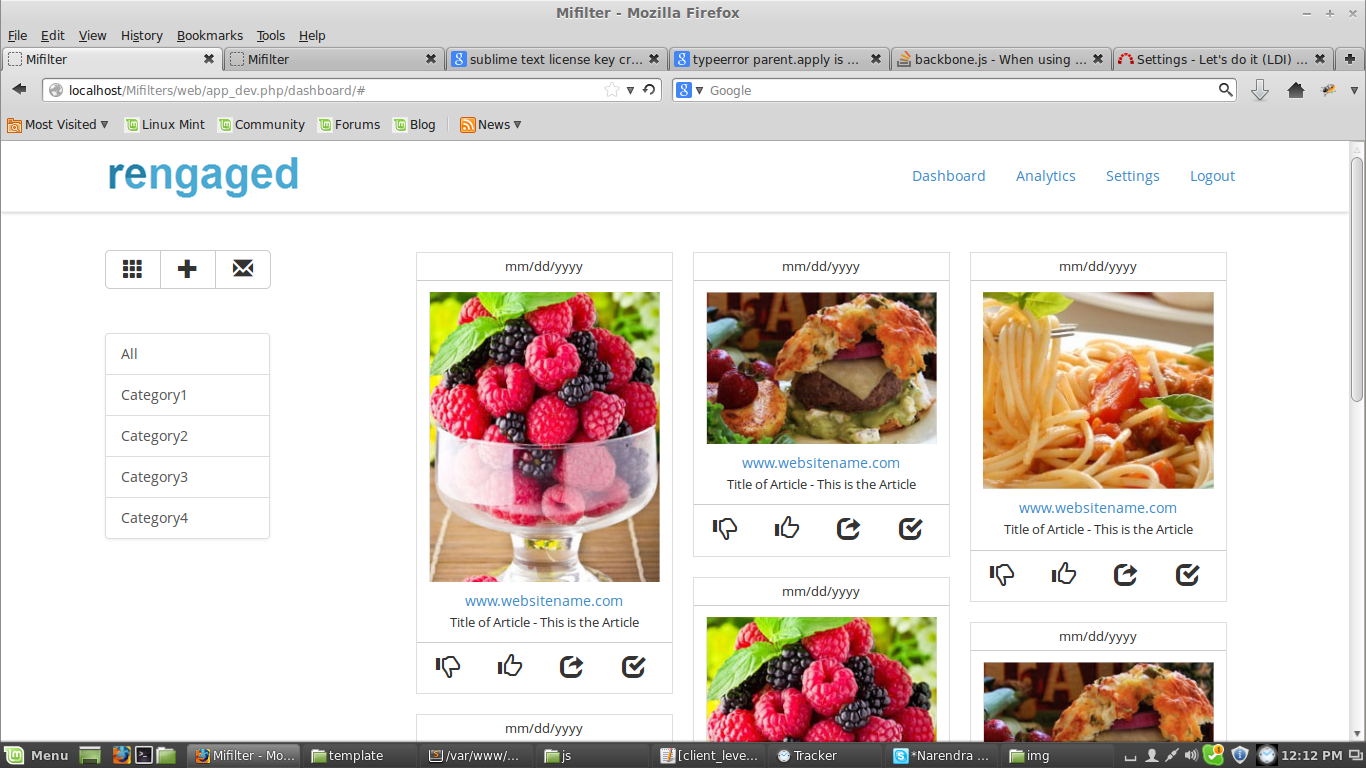 Mifilter - Mozilla Firefox
File Edit View History Bookmarks Tools Help
Mifilter
Mifilter
sublime text license key cr...
typeerror parent.apply is ...
backbone.js - When using ...
Settings - Let's do it (LDI) ...
localhost/Mifilters/web/app_dev.php/dashboard/#
Google
Most Visited
Linux Mint
Community
Forums
Blog
News
rengaged
Dashboard Analytics Settings Logout
All
Category1
Category2
Category3
Category4
mm/dd/yyyy
www.websitename.com
Title of Article - This is the Article
mm/dd/yyyy
mm/dd/yyyy
www.websitename.com
Title of Article - This is the Article
mm/dd/yyyy
mm/dd/yyyy
www.websitename.com
Title of Article - This is the Article
mm/dd/yyyy
Menu
Mifilter - Mo...
template
/var/www/...
js
[client_leve...
Tracker
*Narendra ...
img
12:12 PM